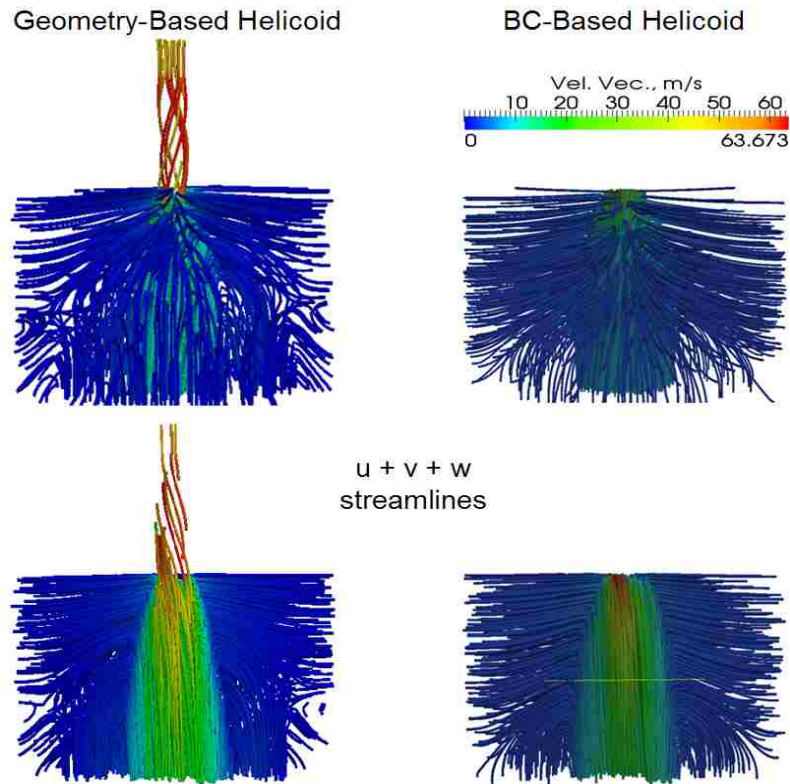 Geometry-Based Helicoid
BC-Based Helicoid
Vel. Vec., m/s
10 20 30 40 50 60
0 63.673
u + v + w
streamlines